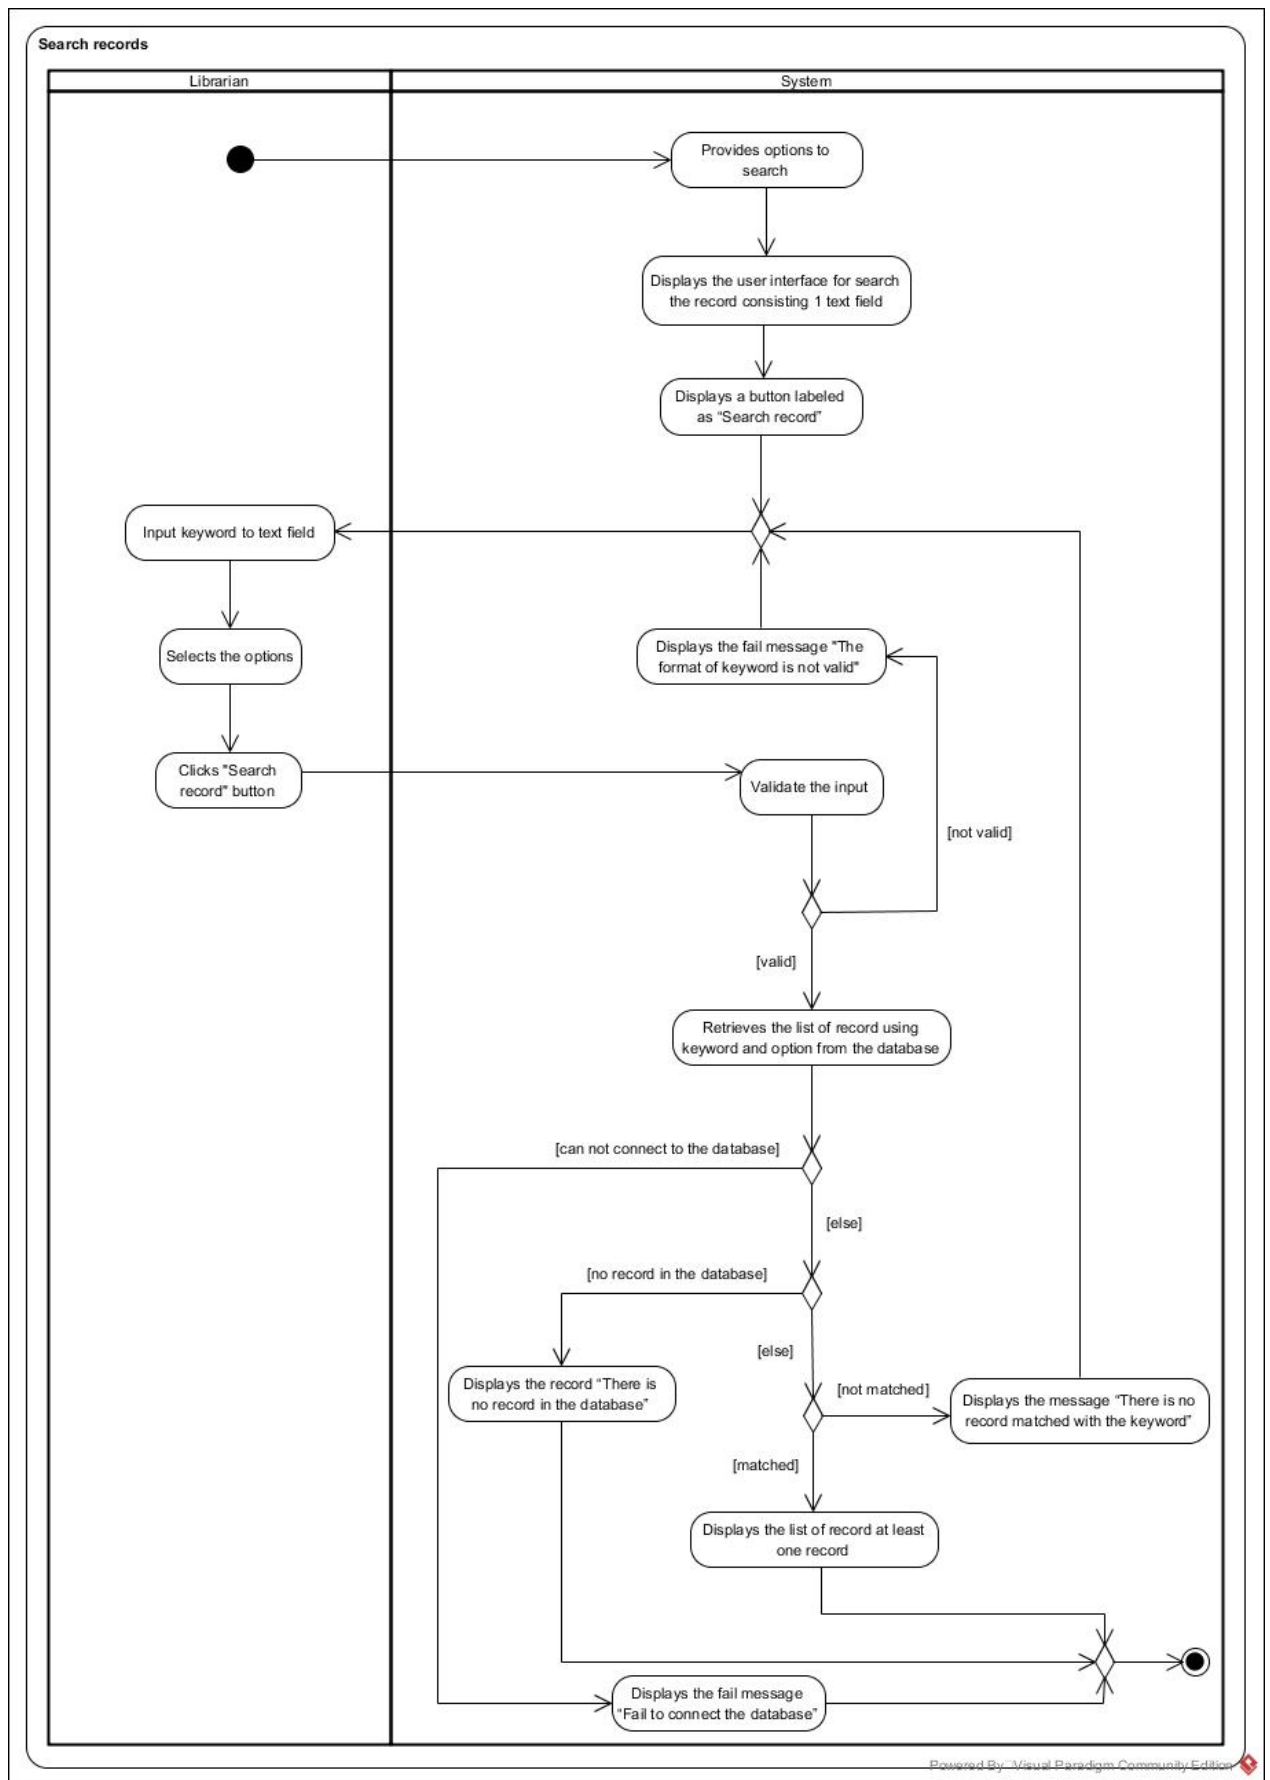 Search records
Librarian
System
Provides options to
search
Displays the user interface for search
the record consisting 1 text field
Displays a button labeled
as “Search record”
Input keyword to text field
Selects the options
Displays the fail message "The
format of keyword is not valid"
Clicks "Search
record" button
Validate the input
[not valid]
[valid]
Retrieves the list of record using
keyword and option from the database
[can not connect to the database]
[else]
[no record in the database]
[else]
Displays the record “There is
no record in the database”
[not matched]
Displays the message “There is no
record matched with the keyword”
[matched]
Displays the list of record at least
one record
Displays the fail message
“Fail to connect the database”
Powered By Visual Paradigm Community Edition